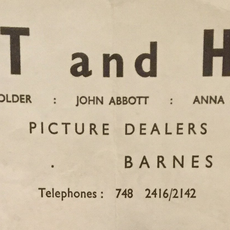 T and H
OLDER : JOHN ABBOTT : ANNA
PICTURE DEALERS
. BARNES
Telephones: 748 2416/2142